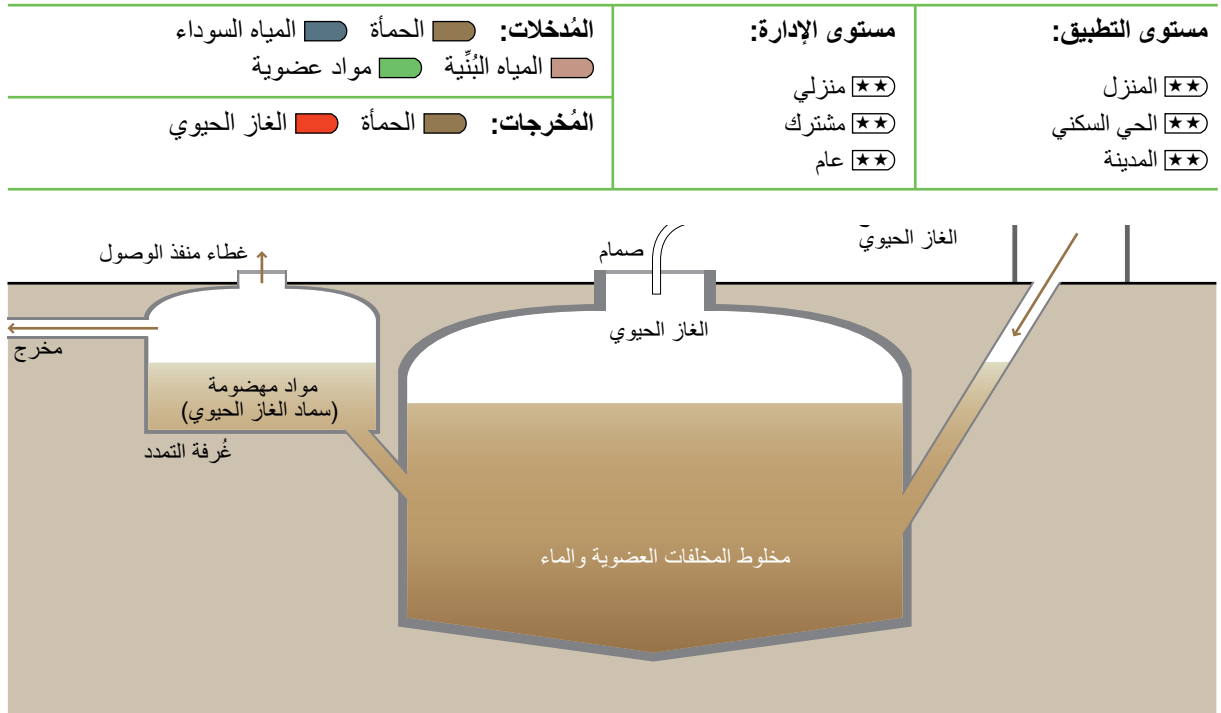 مستوى التطبيق:
★★ المنزل
★★ الحي السكني
★★ المدينة
مستوى الإدارة:
★★ منزلي
★★ مشترك
★★ عام
المُدخلات: الحمأة المياه السوداء
المياه البُنِّية مواد عضوية
المُخرجات: الحمأة الغاز الحيوي
الغاز الحيوي
صمام
غطاء منفذ الوصول
الغاز الحيوي
مخرج
مواد مهضومة
(سماد الغاز الحيوي)
غُرفة التمدد
مخلوط المخلفات العضوية والماء